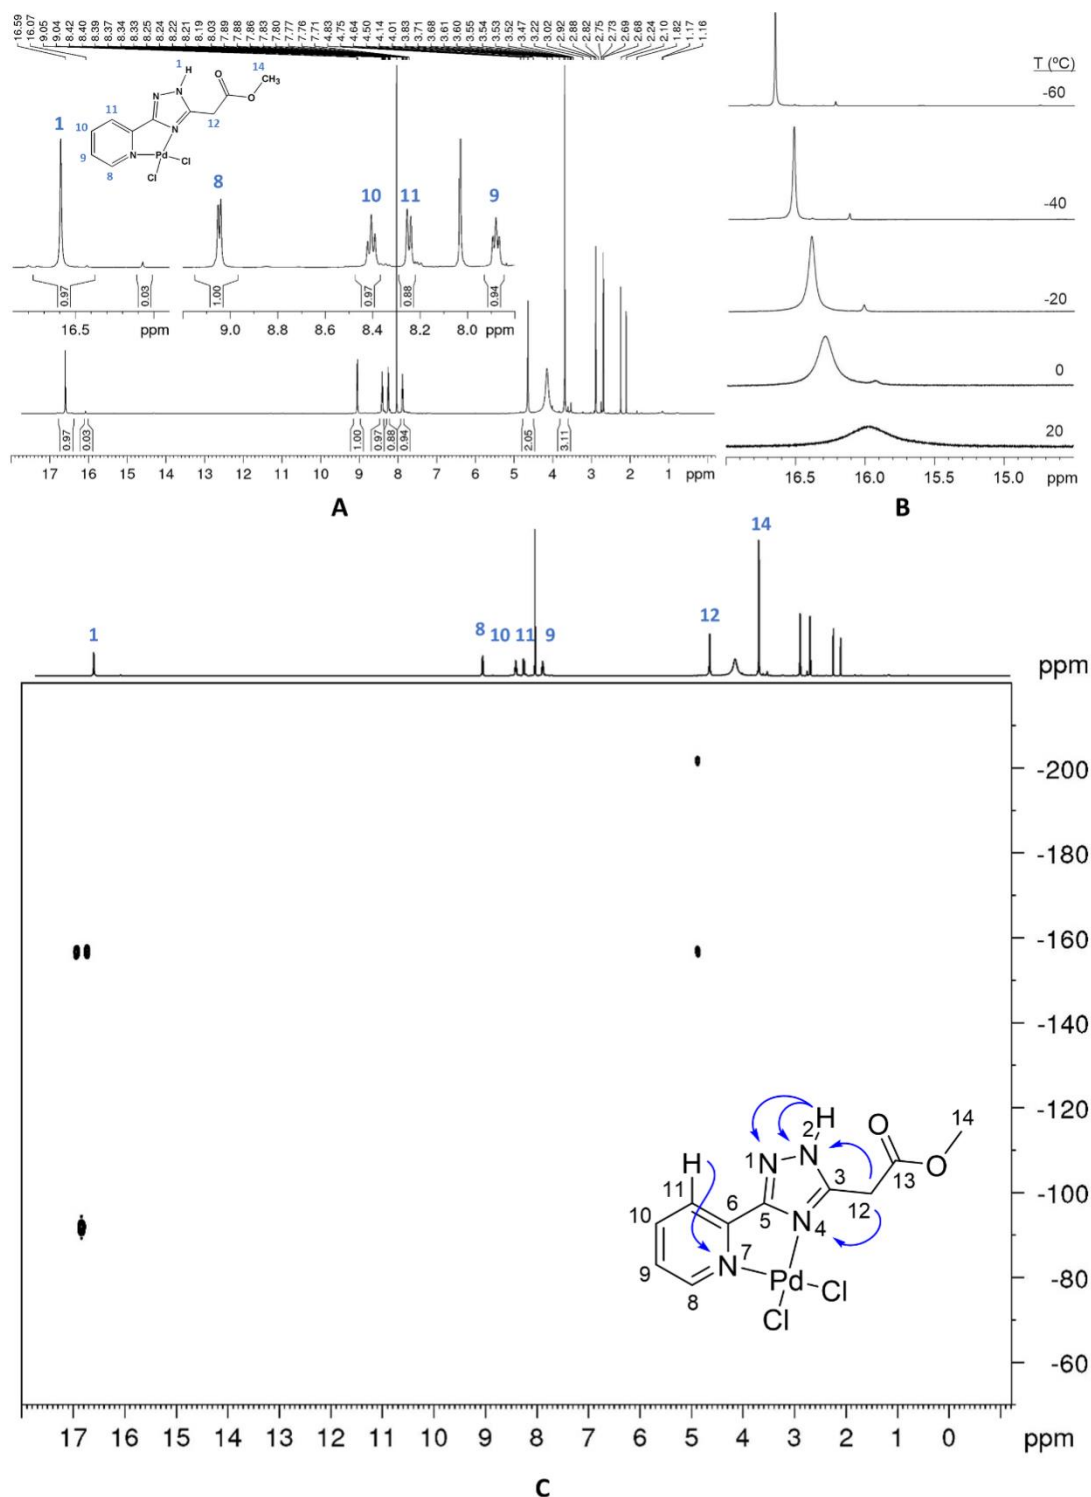 16.59 16.07 9.05 9.04 8.42 8.40 8.39 8.37 8.34 8.33 8.25 8.24 8.22 8.21 8.19 8.03 7.89 7.88 7.86 7.83 7.80 7.77 7.76 7.71 4.83 4.75 4.64 4.50 4.14 4.01 3.83 3.71 3.68 3.61 3.60 3.55 3.54 3.53 3.52 3.47 3.22 3.02 2.92 2.88 2.82 2.75 2.73 2.69 2.68 2.24 2.10 1.82 1.17 1.16
1 H 14
N N O CH₃
O
11 N 12
10
9 N Pd Cl
8 Cl
1 8 10 11 9
0.97 0.03 1.00 0.97 0.88 0.94
16.5 ppm 9.0 8.8 8.6 8.4 8.2 8.0 ppm
0.97 0.03 1.00 0.97 0.88 0.94 2.05 3.11
17 16 15 14 13 12 11 10 9 8 7 6 5 4 3 2 1 ppm
A
T (ºC)
-60
-40
-20
0
20
16.5 16.0 15.5 15.0 ppm
B
1 8 10 11 9 12 14
ppm
-200
-180
-160
-140
-120
-100
-80
-60
H
2 O 14
1 N N
H O
3 13
11 6 12
10 5 N 4
9 N 7
8 Pd Cl
Cl
17 16 15 14 13 12 11 10 9 8 7 6 5 4 3 2 1 0 ppm
C